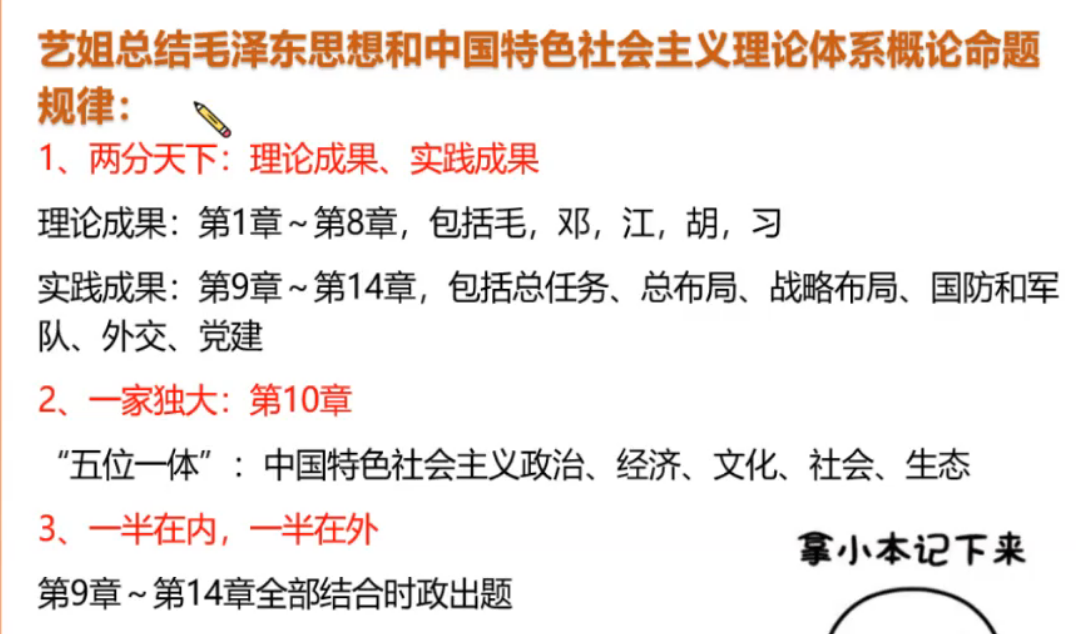 艺姐总结毛泽东思想和中国特色社会主义理论体系概论命题
规律：
1、两分天下：理论成果、实践成果
理论成果：第1章～第8章，包括毛，邓，江，胡，习
实践成果：第9章～第14章，包括总任务、总布局、战略布局、国防和军
队、外交、党建
2、一家独大：第10章
“五位一体”：中国特色社会主义政治、经济、文化、社会、生态
3、一半在内，一半在外
拿小本记下来
第9章～第14章全部结合时政出题